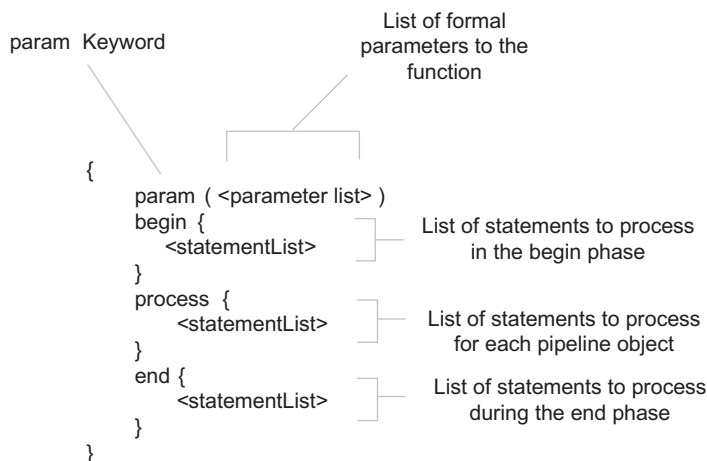 param Keyword
List of formal
parameters to the
function
{
param ( <parameter list> )
begin {
<statementList>
}
List of statements to process
in the begin phase
process {
<statementList>
}
List of statements to process
for each pipeline object
end {
<statementList>
}
List of statements to process
during the end phase
}